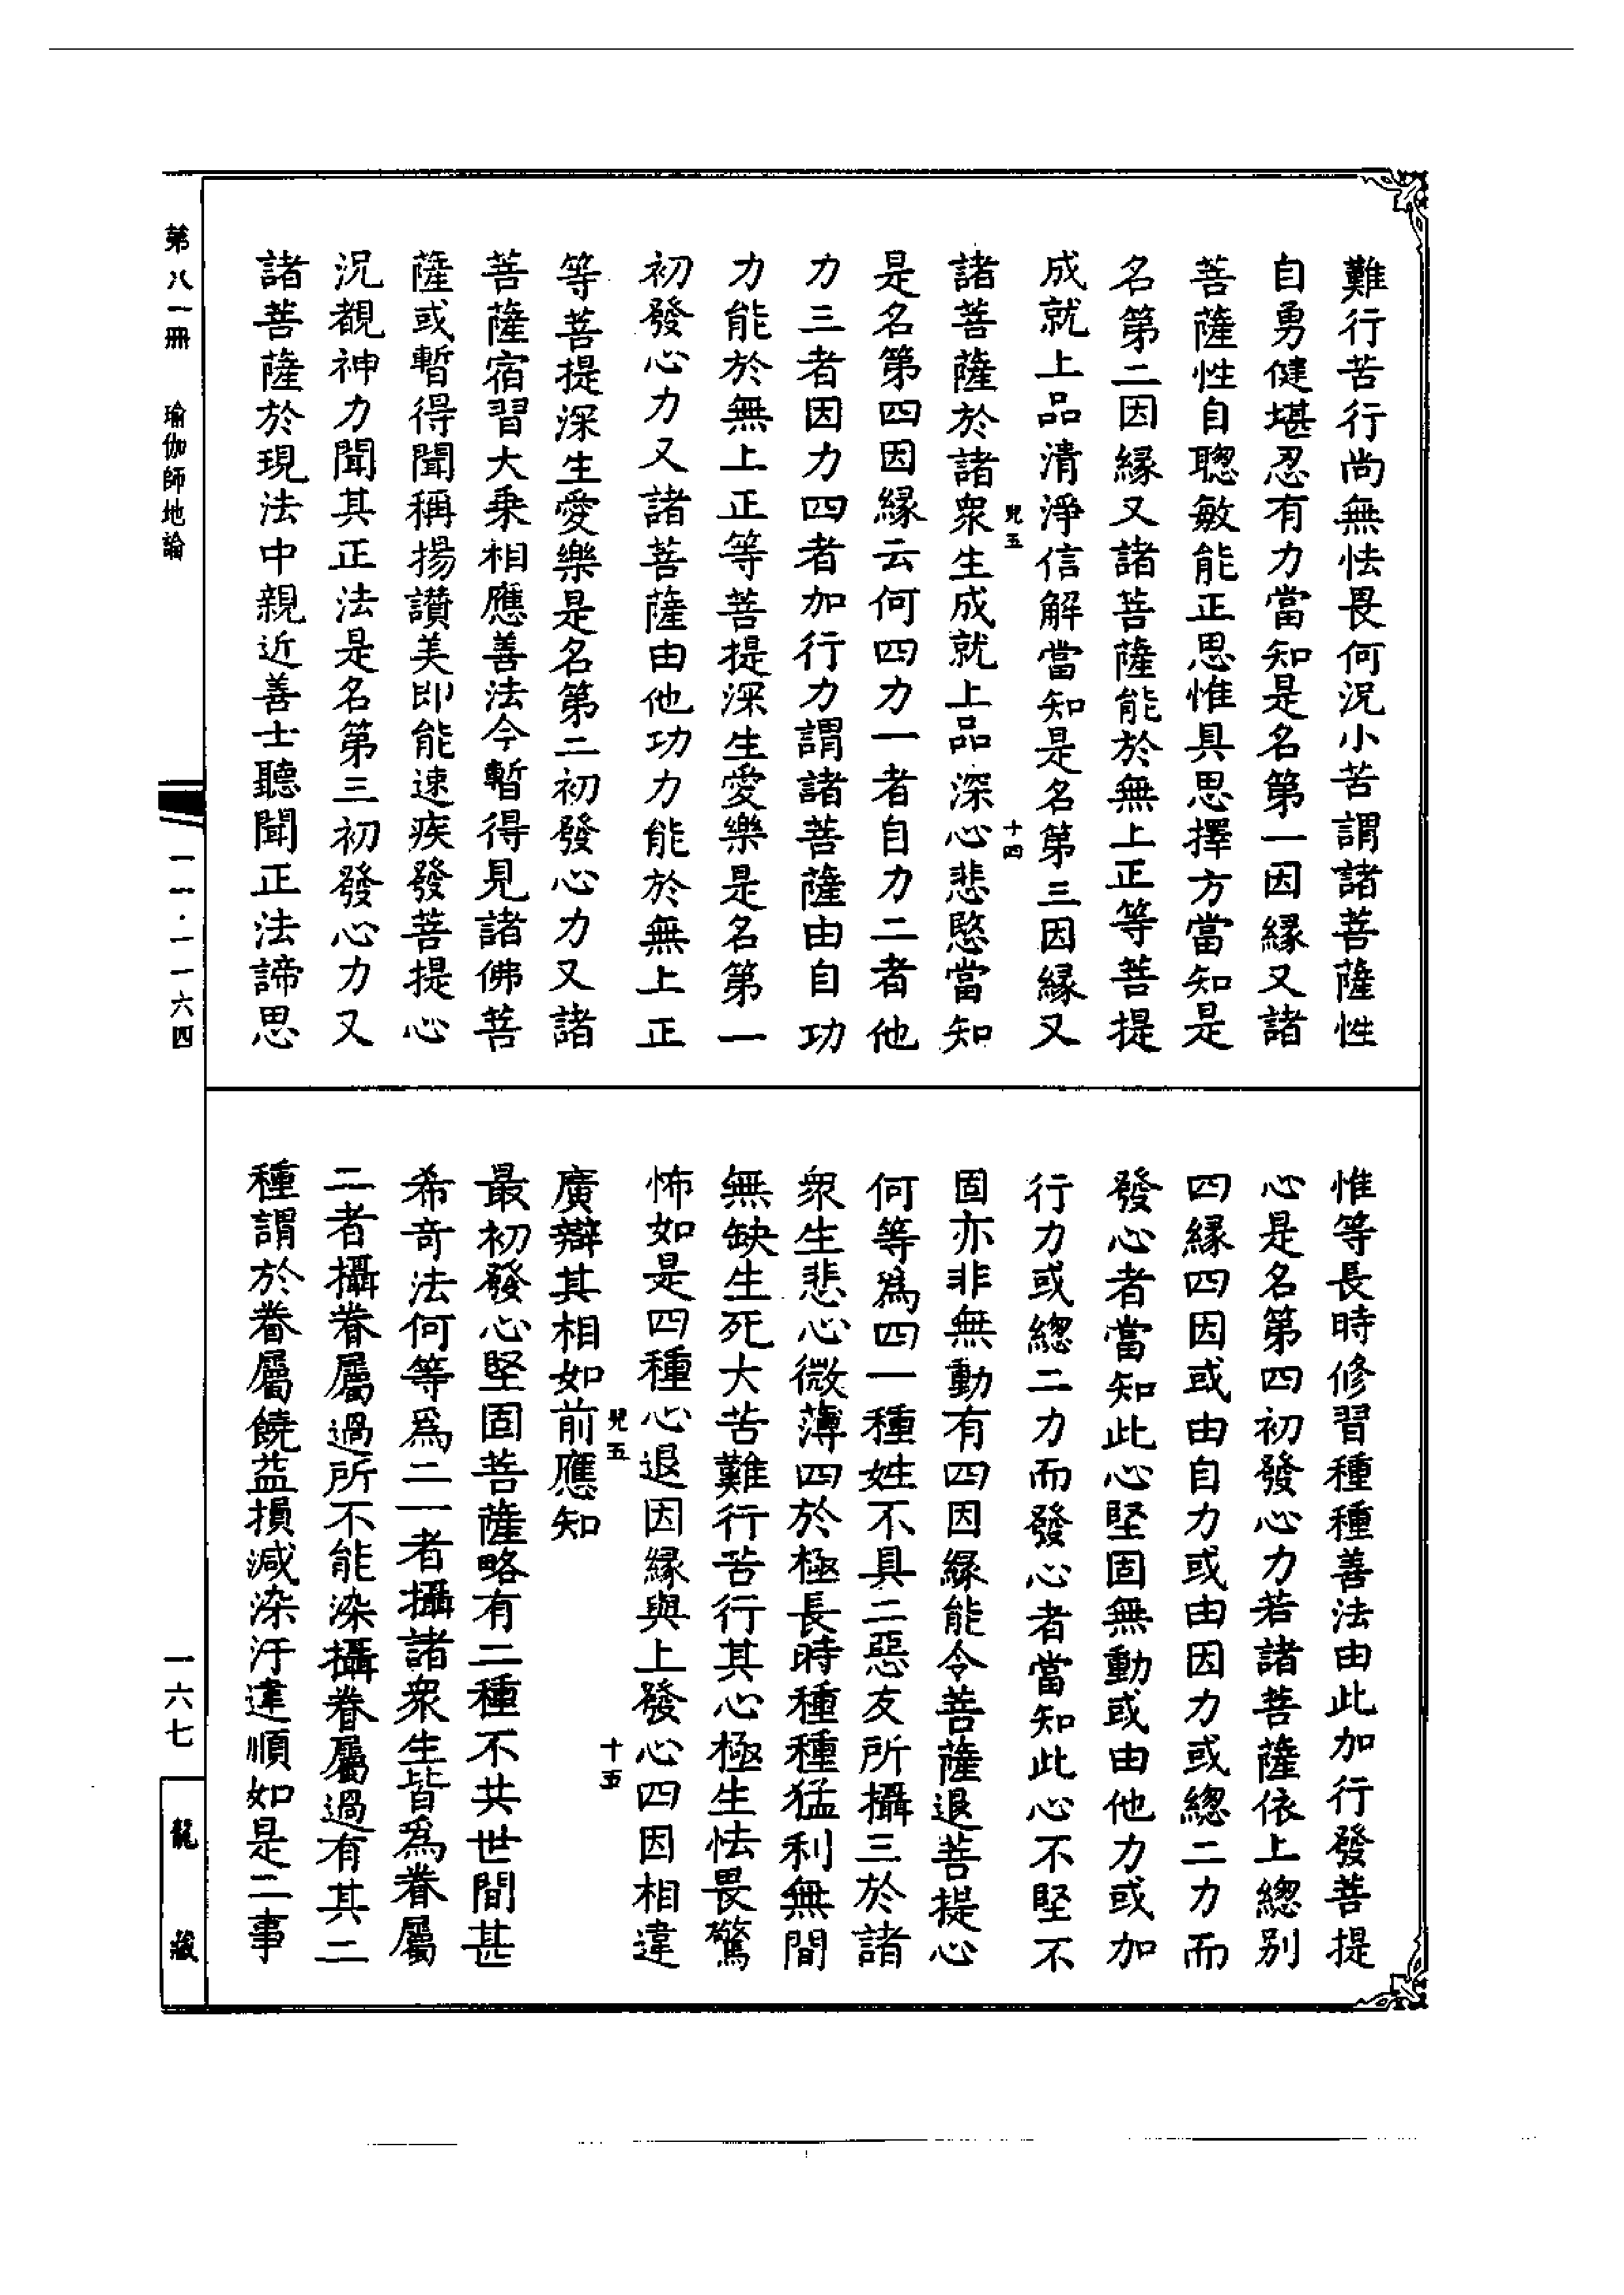 難行苦行尚無怯畏何況小苦謂諸菩薩性
自勇健堪忍有力當知是名第一因縁又諸
菩薩性自聰敏能正思惟具思擇方當知是
名第二因縁又諸菩薩能於無上正等菩提
成就上品清淨信解當知是名第三因縁又
兒五 十四
諸菩薩於諸衆生成就上品深心悲愍當知
是名第四因縁云何四力一者自力二者他
力三者因力四者加行力謂諸菩薩由自功
力能於無上正等菩提深生愛樂是名第一
初發心力又諸菩薩由他功力能於無上正
等菩提深生愛樂是名第二初發心力又諸
菩薩宿習大乗相應善法今暫得見諸佛菩
薩或暫得聞稱揚讚美即能速疾發菩提心
況覩神力聞其正法是名第三初發心力又
諸菩薩於現法中親近善士聽聞正法諦思
惟等長時修習種種善法由此加行發菩提
心是名第四初發心力若諸菩薩依上總別
四縁四因或由自力或由因力或總二力而
發心者當知此心堅固無動或由他力或加
行力或總二力而發心者當知此心不堅不
固亦非無動有四因縁能令菩薩退菩提心
何等爲四一種姓不具二惡友所攝三於諸
衆生悲心微薄四於極長時種種猛利無間
無缺生死大苦難行苦行其心極生怯畏驚
怖如是四種心退因縁與上發心四因相違
兒五 十五
廣辯其相如前應知
最初發心堅固菩薩略有二種不共世間甚
希奇法何等爲二一者攝諸衆生皆爲眷屬
二者攝眷屬過所不能染攝眷屬過有其二
種謂於眷屬饒益損減染汙違順如是二事
第八一冊 瑜伽師地論
一一·一一六四
一六七
龍藏